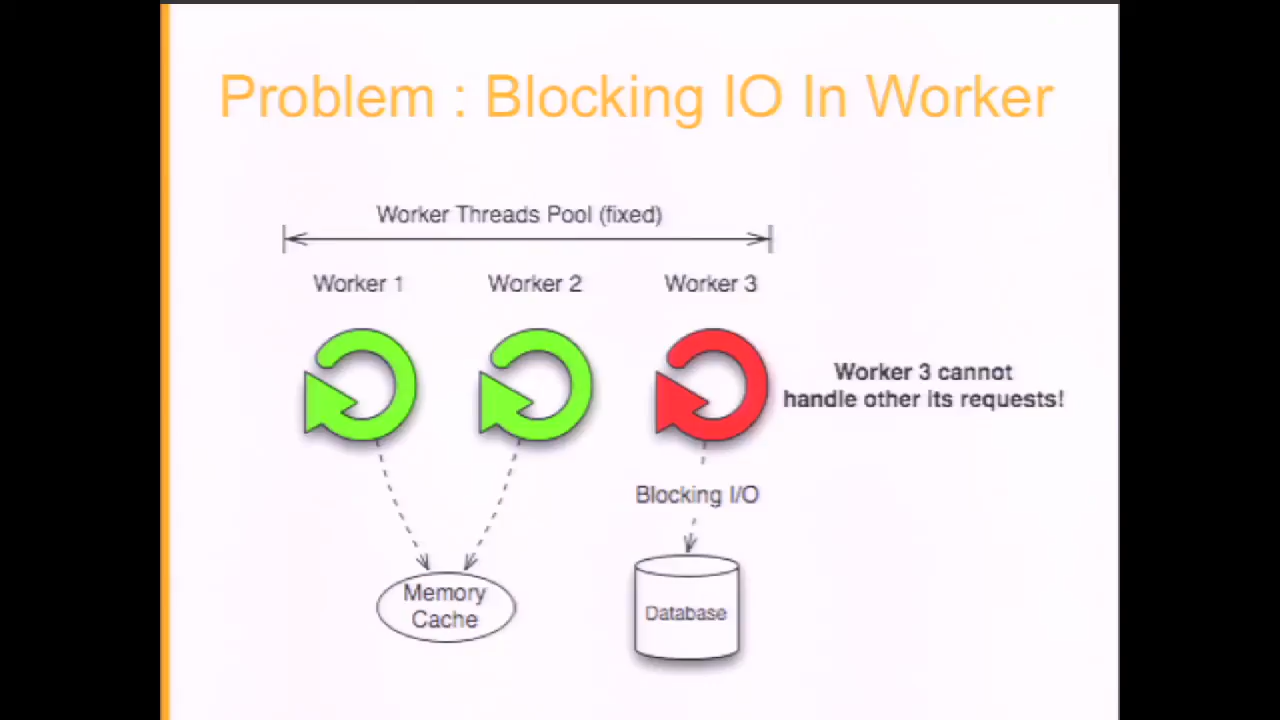 Problem : Blocking IO In Worker
Worker Threads Pool (fixed)
Worker 1
Worker 2
Worker 3
Worker 3 cannot
handle other its requests!
Blocking I/O
Memory
Cache
Database